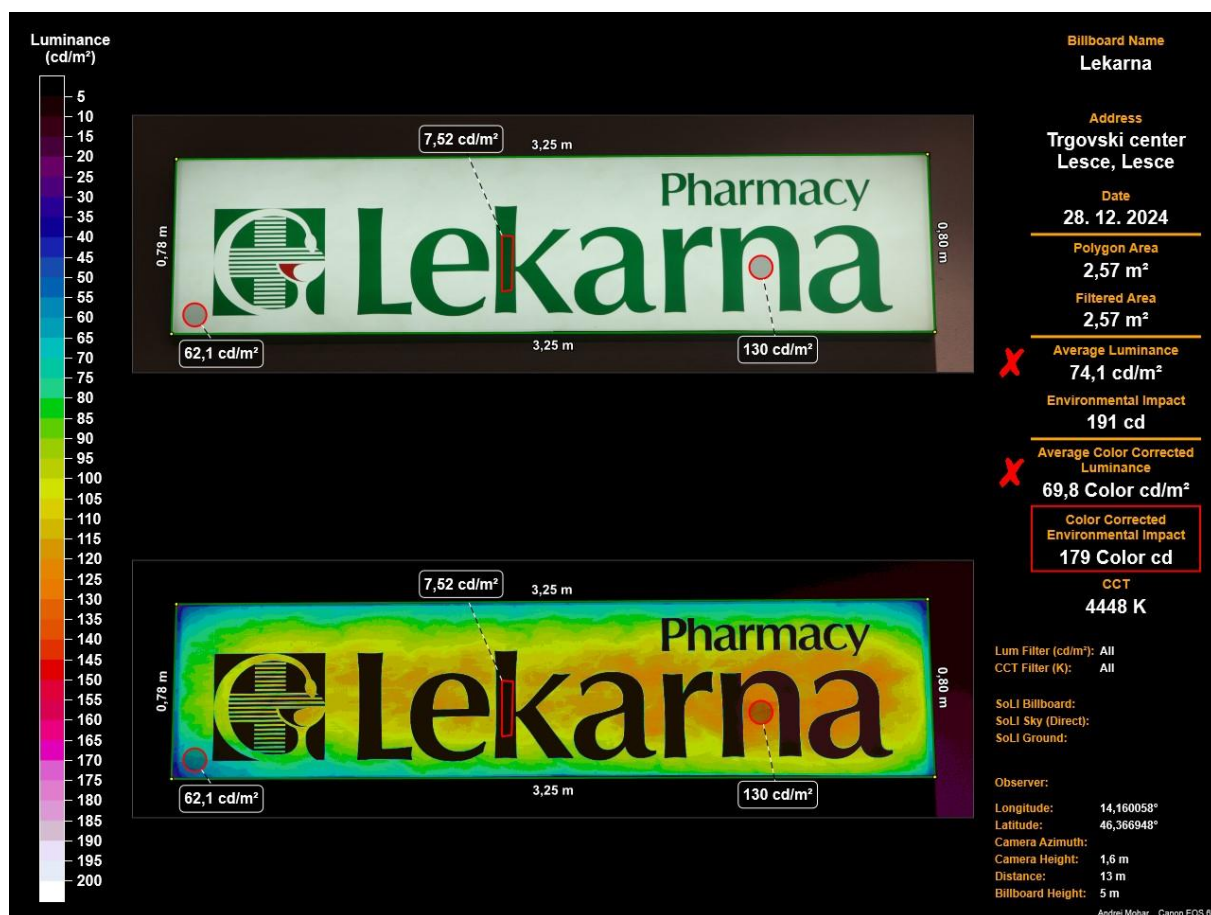 Luminance
(cd/m²)
5
10
15
20
25
30
35
40
45
50
55
60
65
70
75
80
85
90
95
100
105
110
115
120
125
130
135
140
145
150
155
160
165
170
175
180
185
190
195
200
7,52 cd/m²
3,25 m
0,78 m
Pharmacy
Lekarna
0,80 m
62,1 cd/m²
3,25 m
130 cd/m²
7,52 cd/m²
3,25 m
0,78 m
Pharmacy
Lekarna
0,80 m
62,1 cd/m²
3,25 m
130 cd/m²
Billboard Name
Lekarna
Address
Trgovski center
Lesce, Lesce
Date
28. 12. 2024
Polygon Area
2,57 m²
Filtered Area
2,57 m²
Average Luminance
74,1 cd/m²
Environmental Impact
191 cd
Average Color Corrected
Luminance
69,8 Color cd/m²
Color Corrected
Environmental Impact
179 Color cd
CCT
4448 K
Lum Filter (cd/m²): All
CCT Filter (K): All
SoLI Billboard:
SoLI Sky (Direct):
SoLI Ground:
Observer:
Longitude: 14,160058°
Latitude: 46,366948°
Camera Azimuth:
Camera Height: 1,6 m
Distance: 13 m
Billboard Height: 5 m
Andrej Mohar Canon EOS